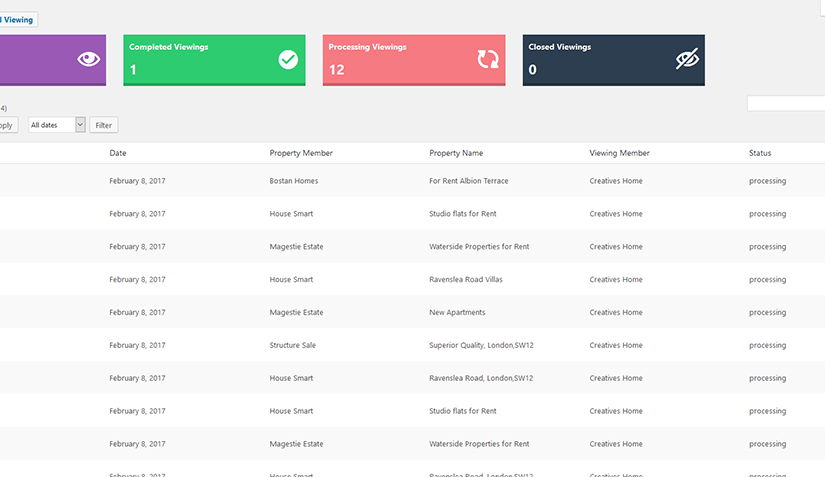 Viewing
Completed Viewings
1
Processing Viewings
12
Closed Viewings
0
4)
All dates
Filter
Date Property Member Property Name Viewing Member Status
February 8, 2017 Bostan Homes For Rent Albion Terrace Creatives Home processing
February 8, 2017 House Smart Studio flats for Rent Creatives Home processing
February 8, 2017 Magestie Estate Waterside Properties for Rent Creatives Home processing
February 8, 2017 House Smart Ravenslea Road Villas Creatives Home processing
February 8, 2017 Magestie Estate New Apartments Creatives Home processing
February 8, 2017 Structure Sale Superior Quality, London,SW12 Creatives Home processing
February 8, 2017 House Smart Ravenslea Road, London,SW12 Creatives Home processing
February 8, 2017 House Smart Studio flats for Rent Creatives Home processing
February 8, 2017 Magestie Estate Waterside Properties for Rent Creatives Home processing
February 8, 2017 House Smart Ravenslea Road, London,SW12 Creatives Home processing